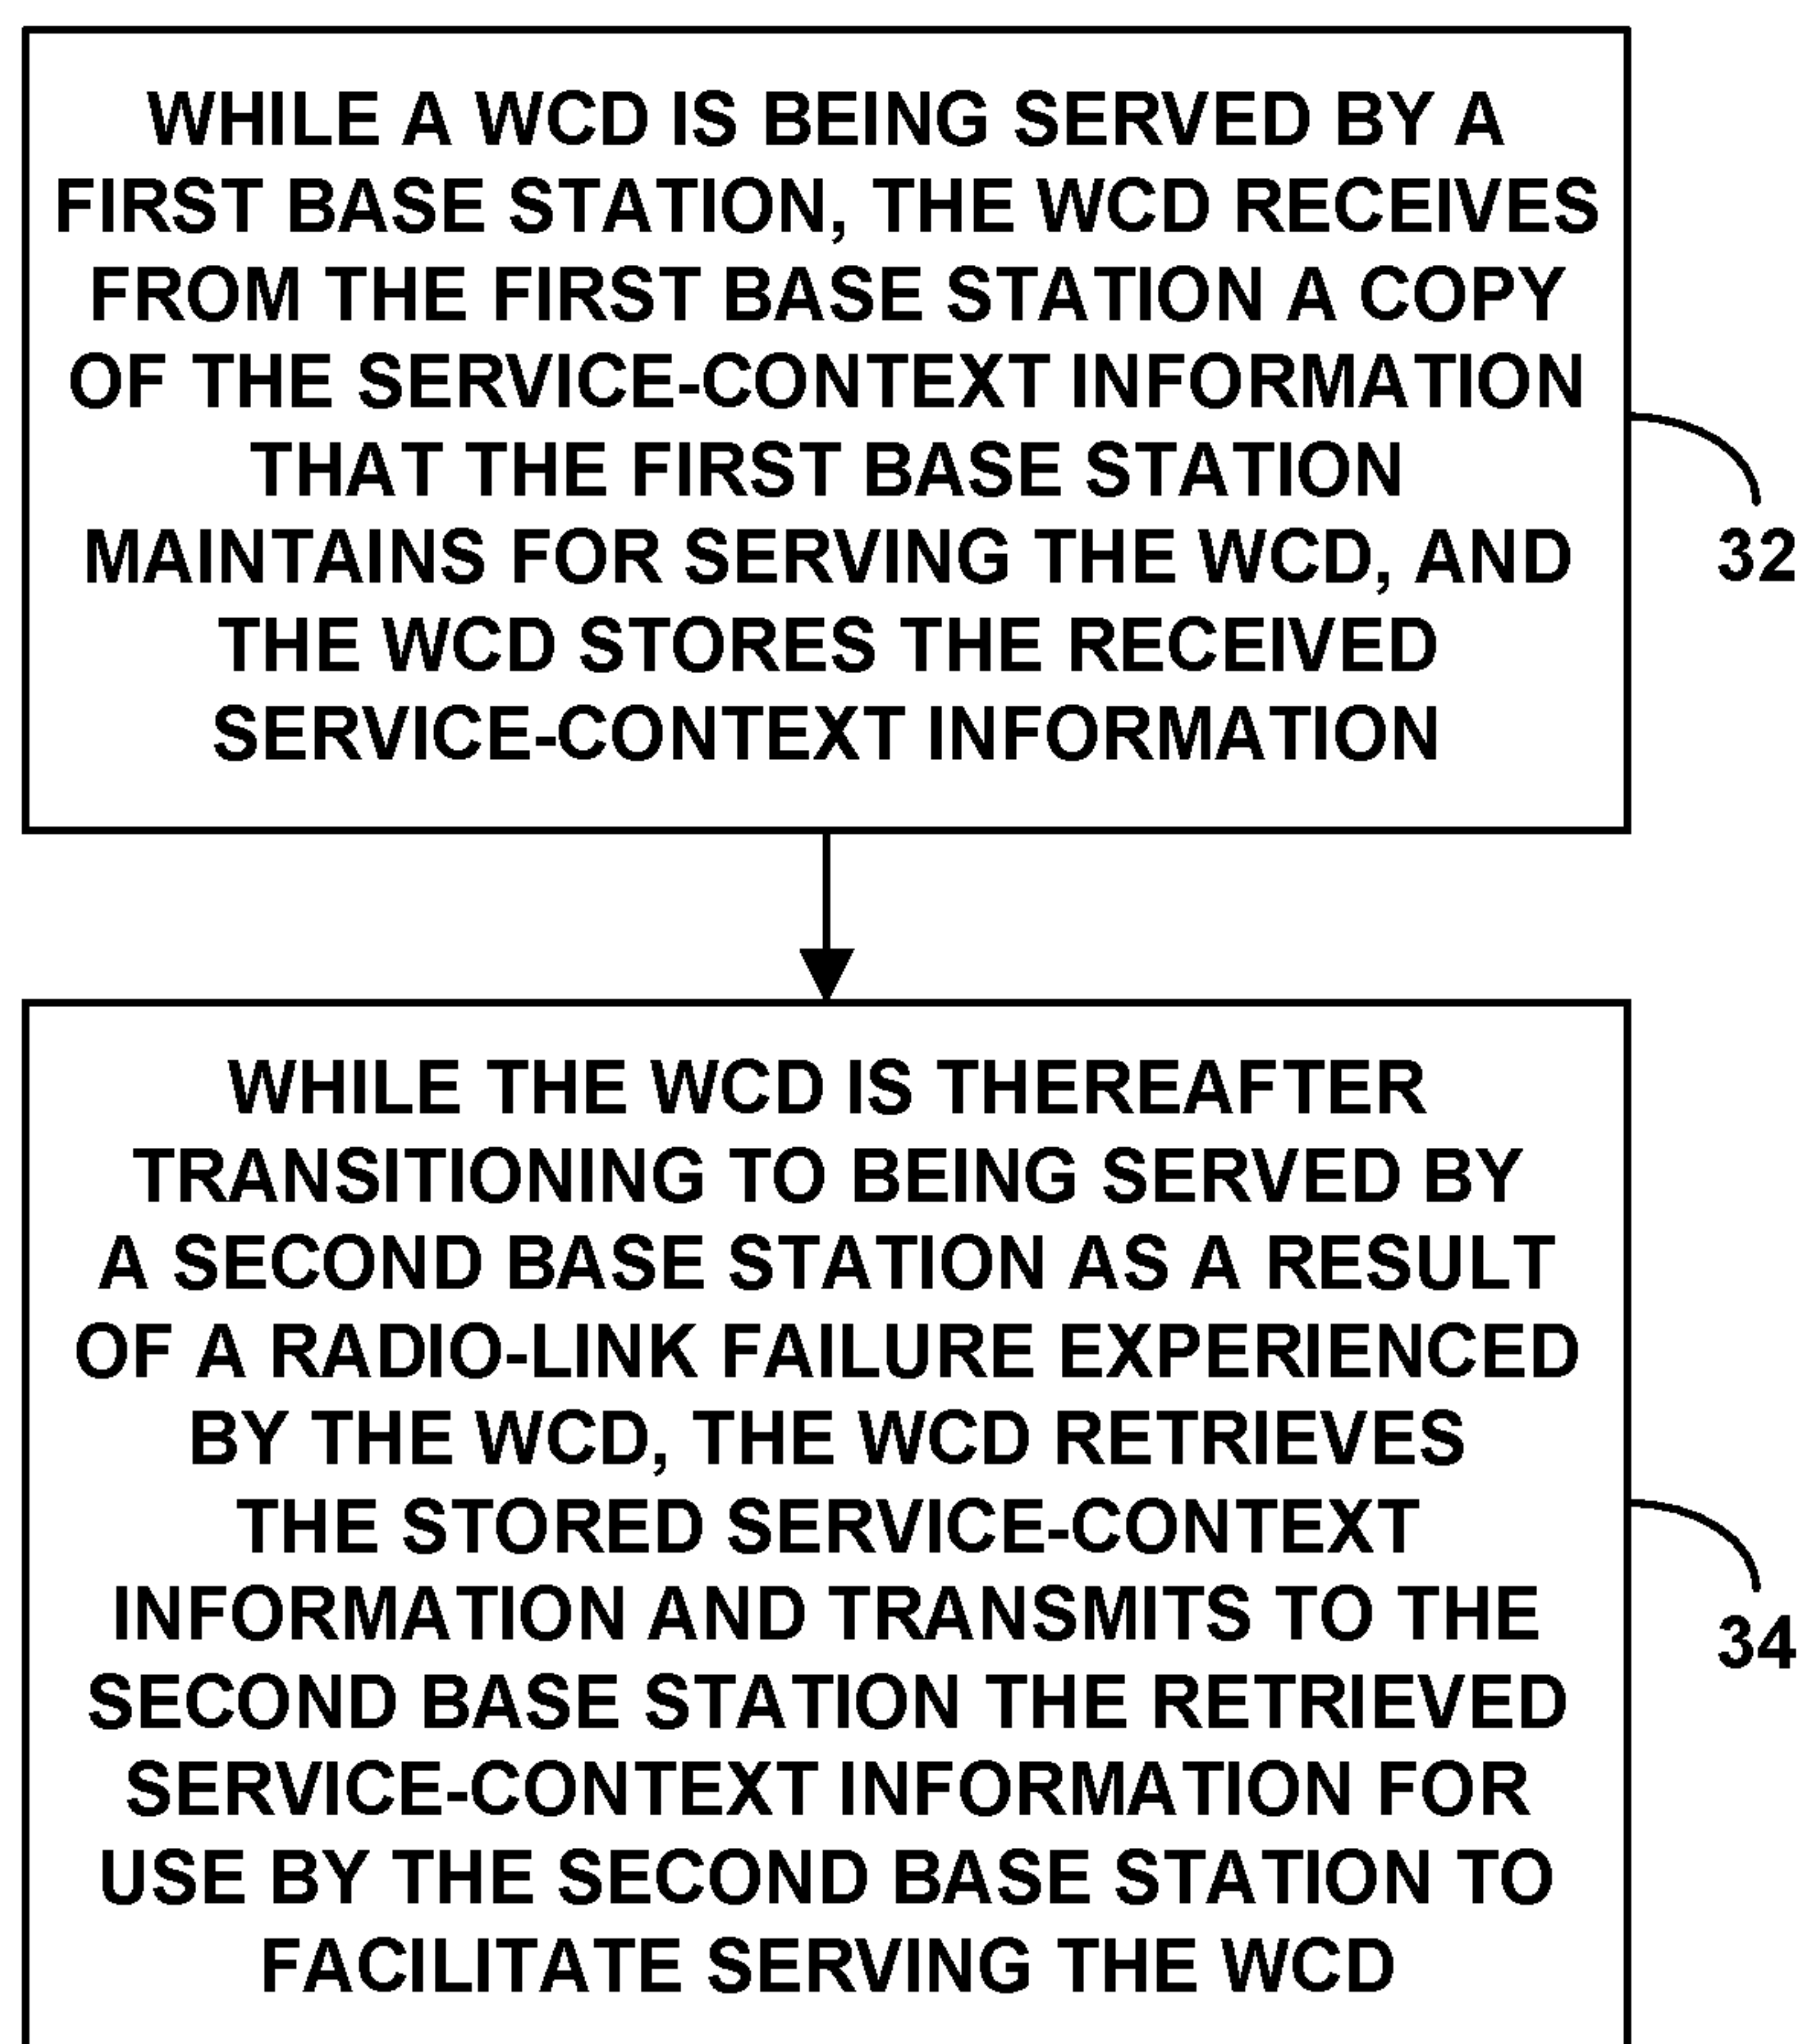 WHILE A WCD IS BEING SERVED BY A
FIRST BASE STATION, THE WCD RECEIVES
FROM THE FIRST BASE STATION A COPY
OF THE SERVICE-CONTEXT INFORMATION
THAT THE FIRST BASE STATION
MAINTAINS FOR SERVING THE WCD, AND
THE WCD STORES THE RECEIVED
SERVICE-CONTEXT INFORMATION
32
WHILE THE WCD IS THEREAFTER
TRANSITIONING TO BEING SERVED BY
A SECOND BASE STATION AS A RESULT
OF A RADIO-LINK FAILURE EXPERIENCED
BY THE WCD, THE WCD RETRIEVES
THE STORED SERVICE-CONTEXT
INFORMATION AND TRANSMITS TO THE
SECOND BASE STATION THE RETRIEVED
SERVICE-CONTEXT INFORMATION FOR
USE BY THE SECOND BASE STATION TO
FACILITATE SERVING THE WCD
34